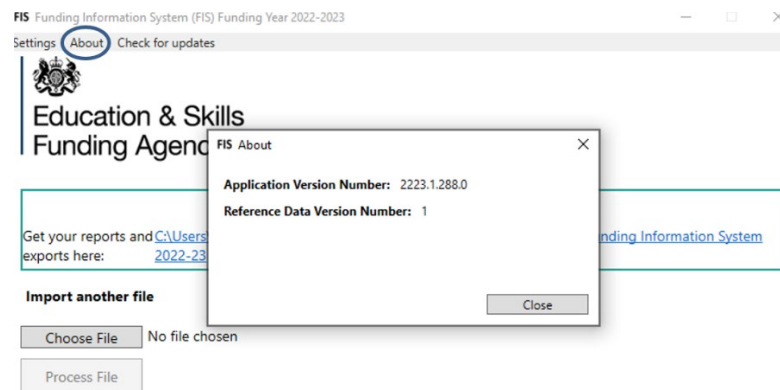 FIS Funding Information System (FIS) Funding Year 2022-2023
Settings About Check for updates
Education & Skills
Funding Agenc
FIS About
Application Version Number: 2223.1.288.0
Reference Data Version Number: 1
Close
Get your reports and C:\Users nding Information System
exports here: 2022-23
Import another file
Choose File No file chosen
Process File